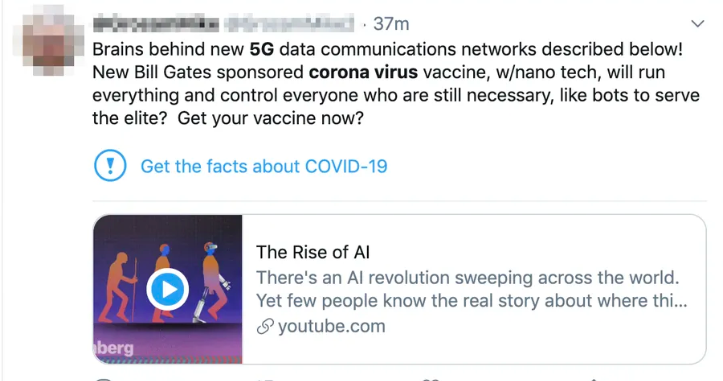 · 37m
Brains behind new 5G data communications networks described below!
New Bill Gates sponsored corona virus vaccine, w/nano tech, will run
everything and control everyone who are still necessary, like bots to serve
the elite?  Get your vaccine now?
! Get the facts about COVID-19
The Rise of AI
There's an AI revolution sweeping across the world.
Yet few people know the real story about where thi...
youtube.com
berg